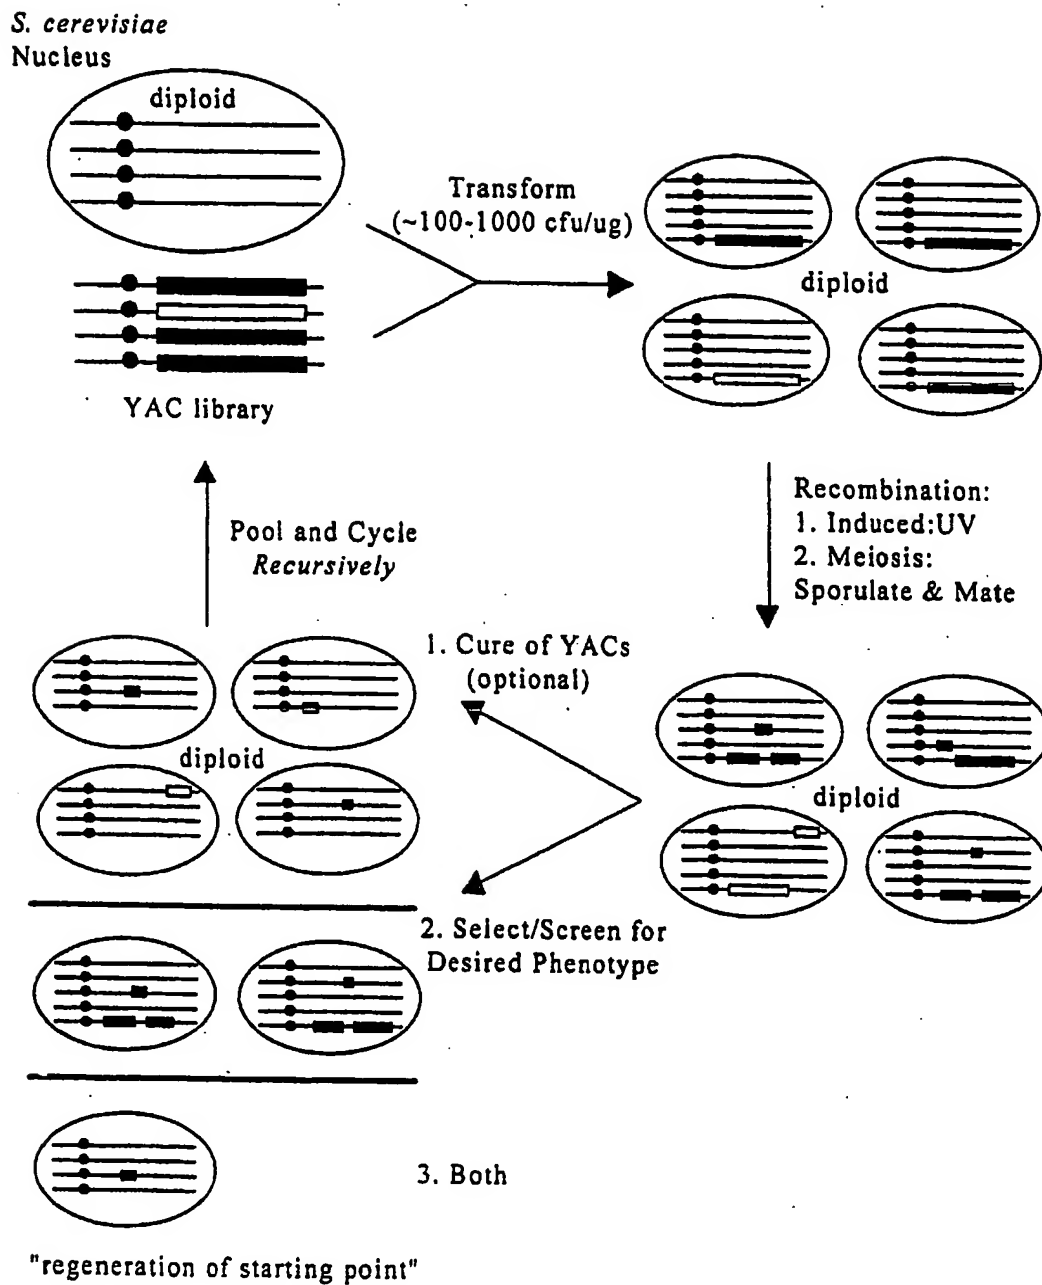 S. cerevisiae
Nucleus
diploid
YAC library
Transform
(~100-1000 cfu/ug)
diploid
Recombination:
1. Induced:UV
2. Meiosis:
Sporulate & Mate
diploid
1. Cure of YACs
(optional)
2. Select/Screen for
Desired Phenotype
3. Both
Pool and Cycle
Recursively
diploid
"regeneration of starting point"